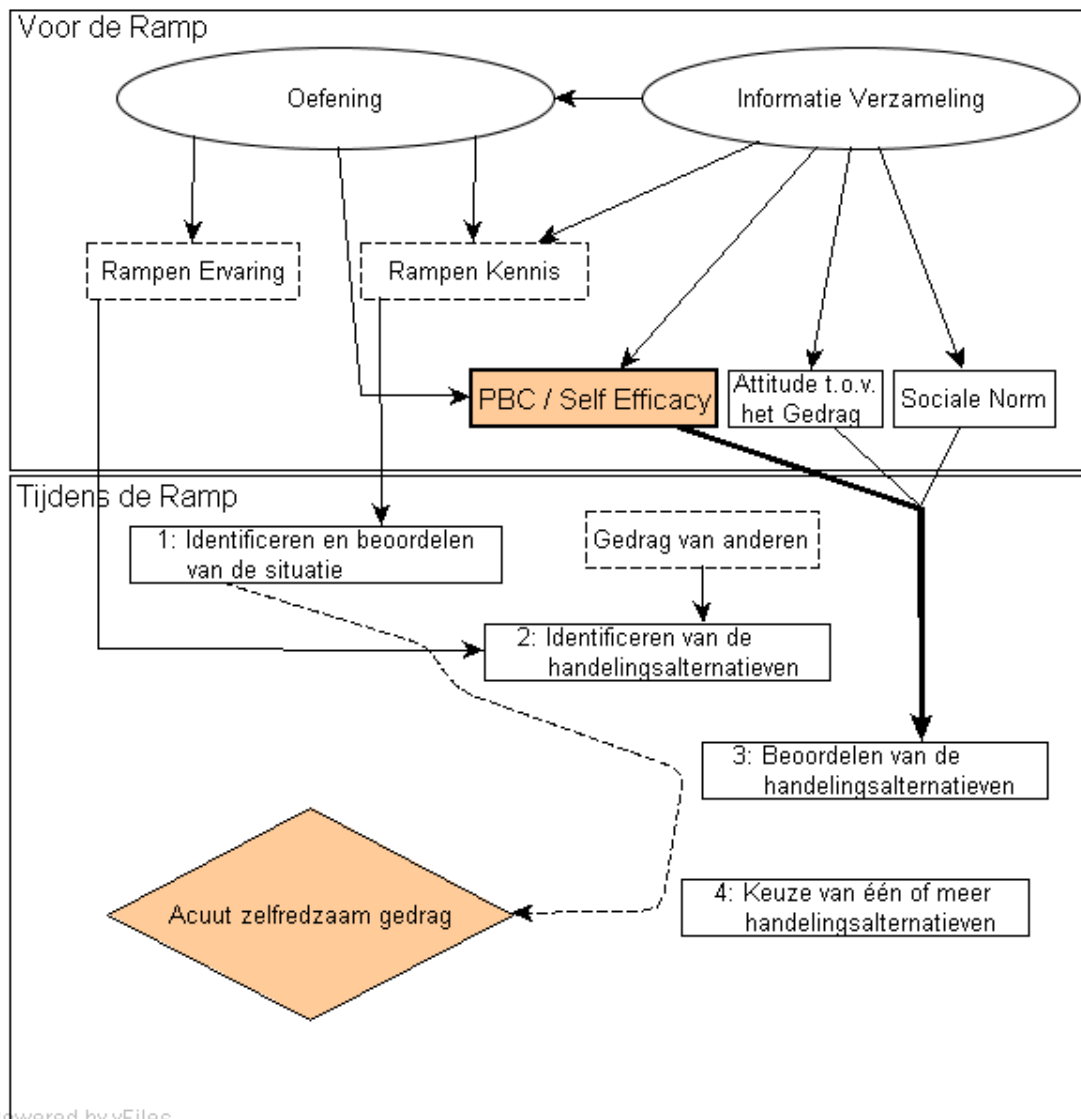 Voor de Ramp
Oefening
Informatie Verzameling
Rampen Ervaring
Rampen Kennis
PBC / Self Efficacy
Attitude t.o.v.
het Gedrag
Sociale Norm
Tijdens de Ramp
1: Identificeren en beoordelen
van de situatie
Gedrag van anderen
2: Identificeren van de
handelingsalternatieven
3: Beoordelen van de
handelingsalternatieven
Acuut zelfredzaam gedrag
4: Keuze van één of meer
handelingsalternatieven
by yFiles